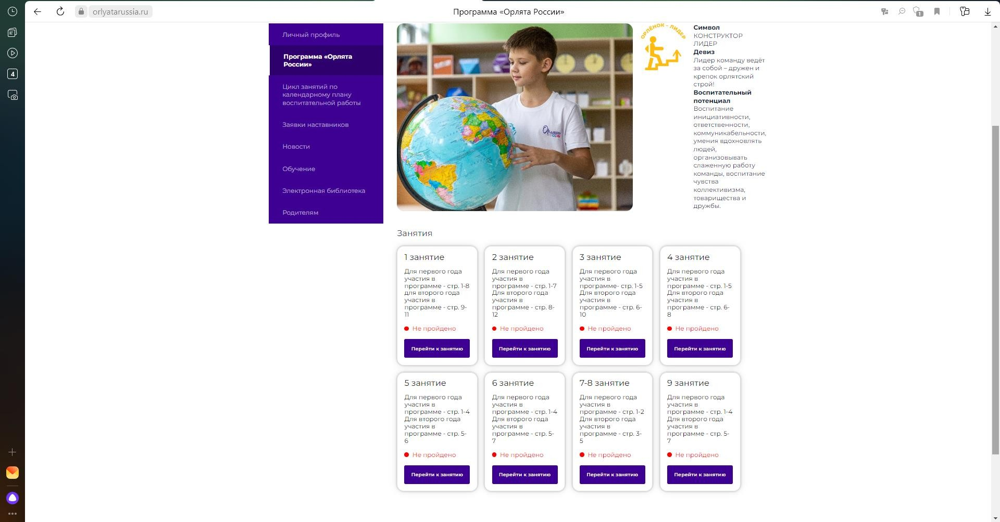 orlyatarussia.ru
Программа «Орлята России»
1
4
Личный профиль
Программа «Орлята
России»
Цикл занятий по
календарному плану
воспитательной работы
Заявки наставников
Новости
Обучение
Электронная библиотека
Родителям
Орлята
России
ОРЛЁНОК – ЛИДЕР
Символ
КОНСТРУКТОР
ЛИДЕР
Девиз
Лидер команду ведёт
за собой – дружен и
крепок орлятский
строй!
Воспитательный
потенциал
Воспитание
инициативности,
ответственности,
коммуникабельности,
умения вдохновлять
людей,
организовывать
слаженную работу
команды, воспитание
чувства
коллективизма,
товарищества и
дружбы.
Занятия
1 занятие
Для первого года
участия в
программе - стр. 1-8
для второго года
участия в
программе - стр. 9-
11
Не пройдено
Перейти к занятию
2 занятие
Для первого года
участия в
программе - стр. 1-7
Для второго года
участия в
программе - стр. 8-
12
Не пройдено
Перейти к занятию
3 занятие
Для первого года
участия в
программе- стр. 1-5
Для второго года
участия в
программе - стр. 6-
10
Не пройдено
Перейти к занятию
4 занятие
Для первого года
участия в
программе - стр. 1-5
Для второго года
участия в
программе - стр. 6-
8
Не пройдено
Перейти к занятию
5 занятие
Для первого года
участия в
программе - стр. 1-4
Для второго года
участия в
программе - стр. 5-
6
Не пройдено
Перейти к занятию
6 занятие
Для первого года
участия в
программе - стр. 1-4
Для второго года
участия в
программе - стр. 5-
7
Не пройдено
Перейти к занятию
7-8 занятие
Для первого года
участия в
программе - стр. 1-2
Для второго года
участия в
программе - стр. 3-
5
Не пройдено
Перейти к занятию
9 занятие
Для первого года
участия в
программе - стр. 1-4
Для второго года
участия в
программе - стр. 5-
7
Не пройдено
Перейти к занятию